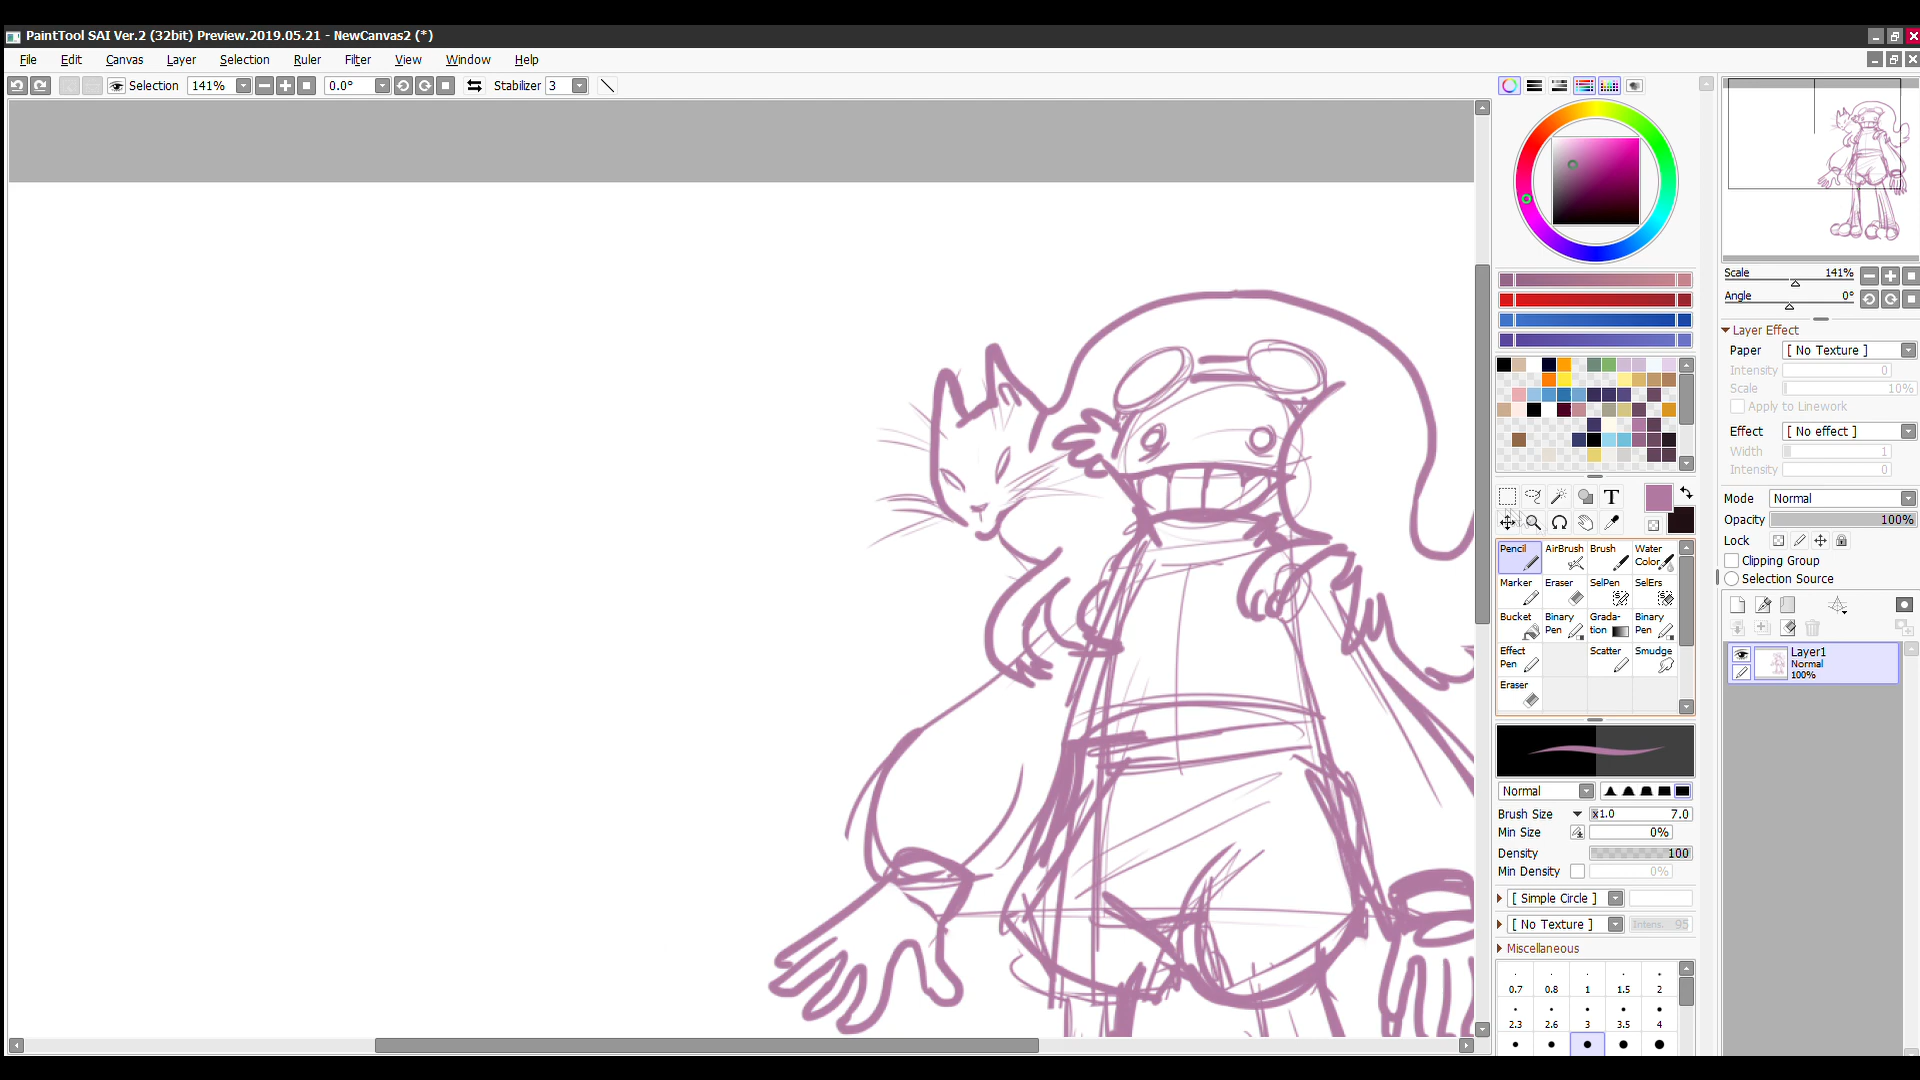 PaintTool SAI Ver.2 (32bit) Preview.2019.05.21 - NewCanvas2 (*)
File Edit Canvas Layer Selection Ruler Filter View Window Help
Selection 141% 0.0° Stabilizer 3
Scale 141%
Angle 0°
Layer Effect
Paper [ No Texture ]
Intensity 0
Scale 10%
Apply to Linework
Effect [ No effect ]
Width 1
Intensity 0
Mode Normal
Opacity 100%
Lock
Clipping Group
Selection Source
Layer1
Normal
100%
T
Pencil AirBrush Brush Water Color
Marker Eraser SelPen SelErs
Bucket Binary Pen Grada-tion Binary Pen
Effect Pen Scatter Smudge
Eraser
Normal
Brush Size x1.0 7.0
Min Size 0%
Density 100
Min Density 0%
[ Simple Circle ]
[ No Texture ] Intens. 95
Miscellaneous
0.7 0.8 1 1.5 2
2.3 2.6 3 3.5 4